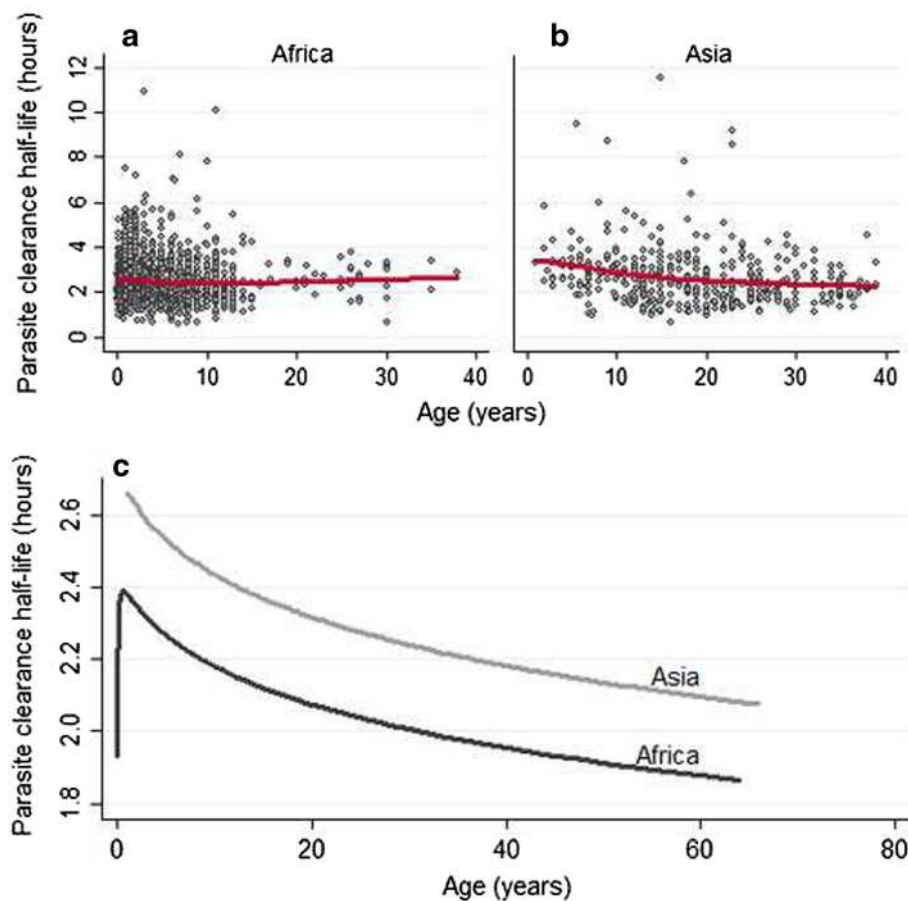 a
Africa
b
Asia
Parasite clearance half-life (hours)
12
10
8
6
4
2
0
0 10 20 30 40
0 10 20 30 40
Age (years)
c
Parasite clearance half-life (hours)
2.6
2.4
2.2
2.0
1.8
Asia
Africa
0 20 40 60 80
Age (years)